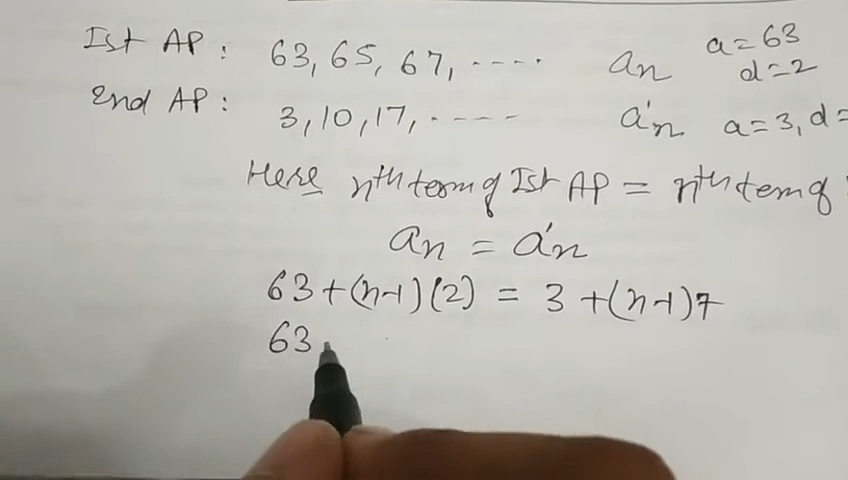 Ist AP : 63, 65, 67, ..... an a = 63
d = 2
IInd AP : 3, 10, 17, ..... a'n a = 3, d =
Here nth term of Ist AP = nth term of
an = a'n
63 + (n-1) (2) = 3 + (n-1) 7
63